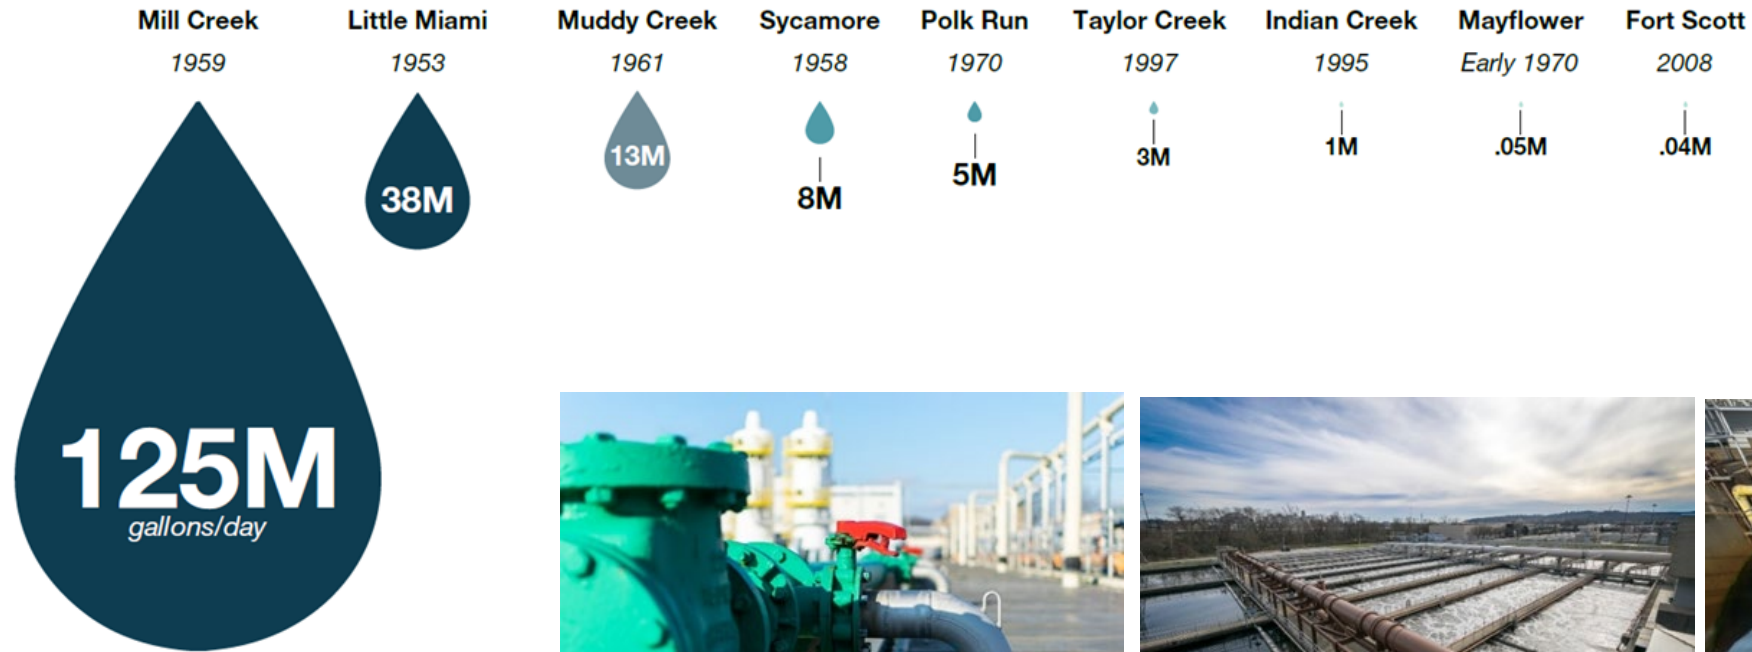 Mill Creek
1959
125M
gallons/day
Little Miami
1953
38M
Muddy Creek
1961
13M
Sycamore
1958
8M
Polk Run
1970
5M
Taylor Creek
1997
3M
Indian Creek
1995
1M
Mayflower
Early 1970
.05M
Fort Scott
2008
.04M